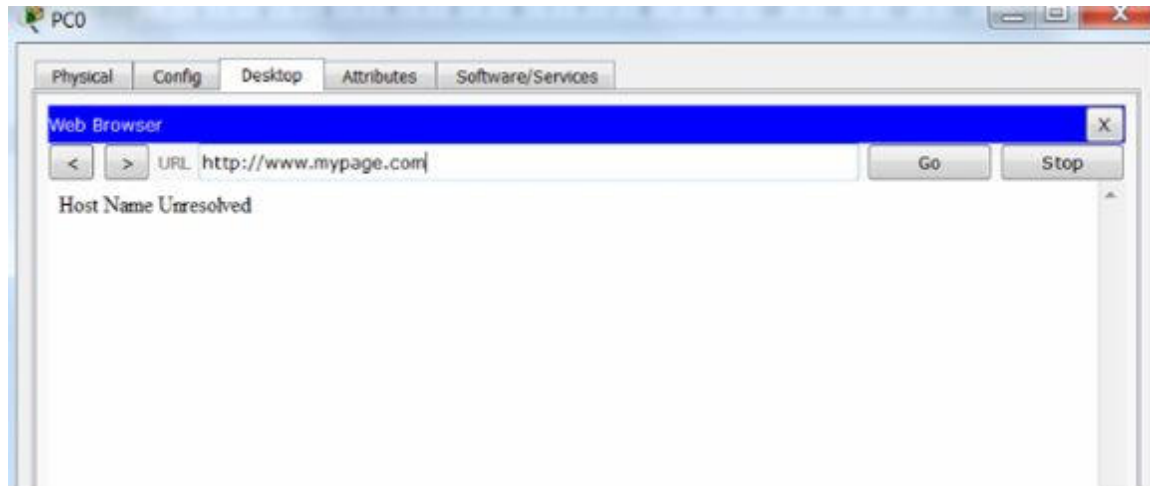 PC0
X
Physical Config Desktop Attributes Software/Services
Web Browser X
< > URL http://www.mypage.com Go Stop
Host Name Unresolved